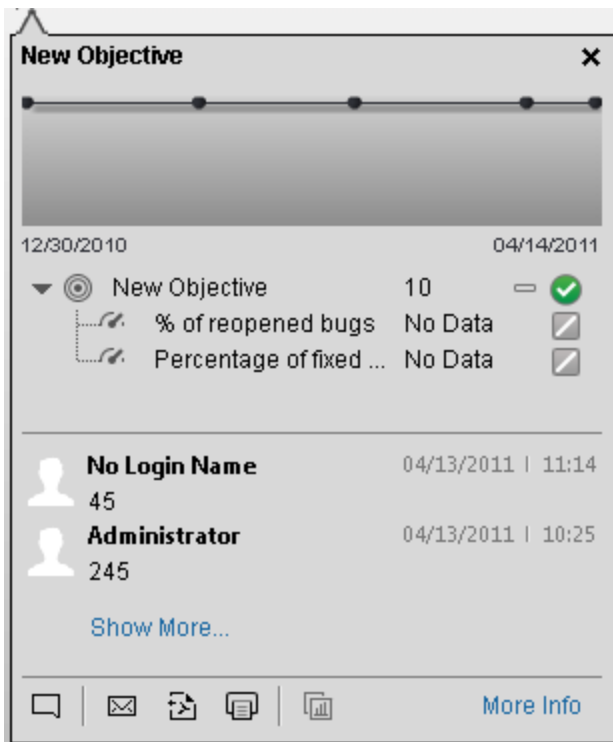 New Objective
12/30/2010 04/14/2011
New Objective 10
% of reopened bugs No Data
Percentage of fixed ... No Data
No Login Name 04/13/2011 | 11:14
45
Administrator 04/13/2011 | 10:25
245
Show More...
More Info